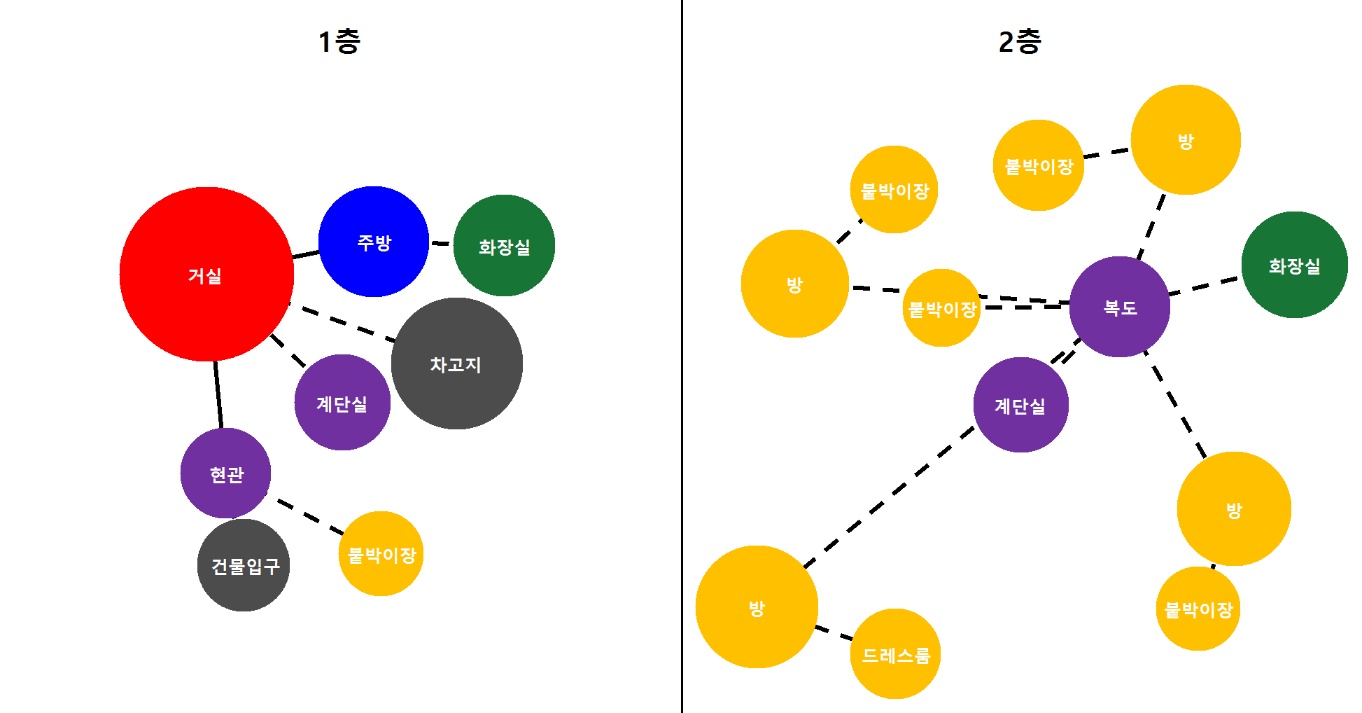 1층
거실
주방
화장실
차고지
계단실
현관
붙박이장
건물입구
2층
방
붙박이장
붙박이장
화장실
방
붙박이장
복도
계단실
방
붙박이장
방
드레스룸